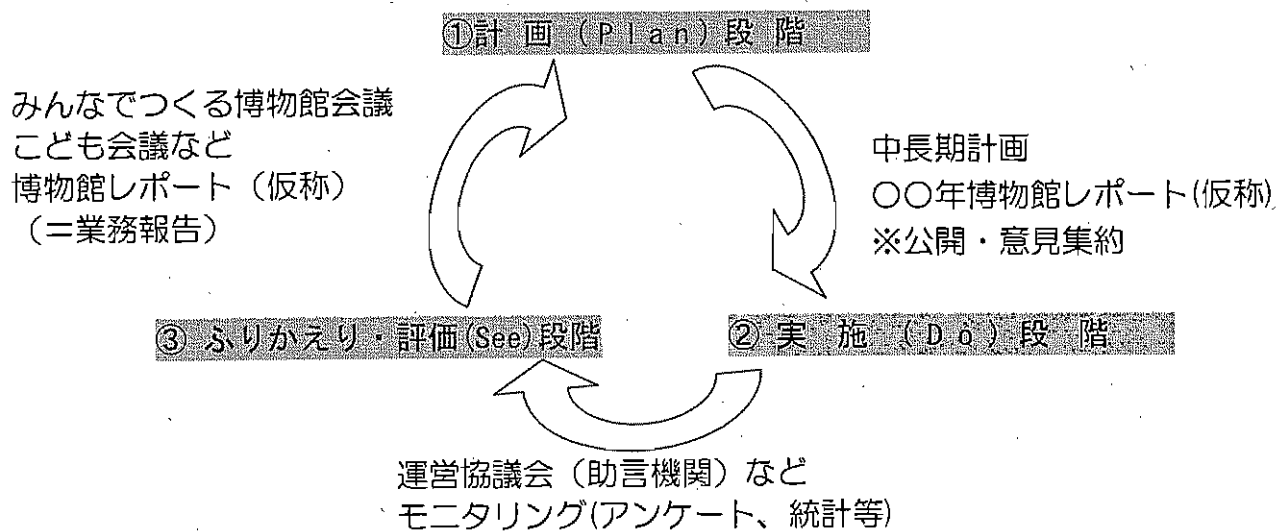 ①計画(Plan)段階
みんなでつくる博物館会議
こども会議など
博物館レポート(仮称)
(=業務報告)
中長期計画
〇〇年博物館レポート(仮称)
※公開・意見集約
③ふりかえり・評価(See)段階
②実施(Do)段階
運営協議会(助言機関)など
モニタリング(アンケート、統計等)